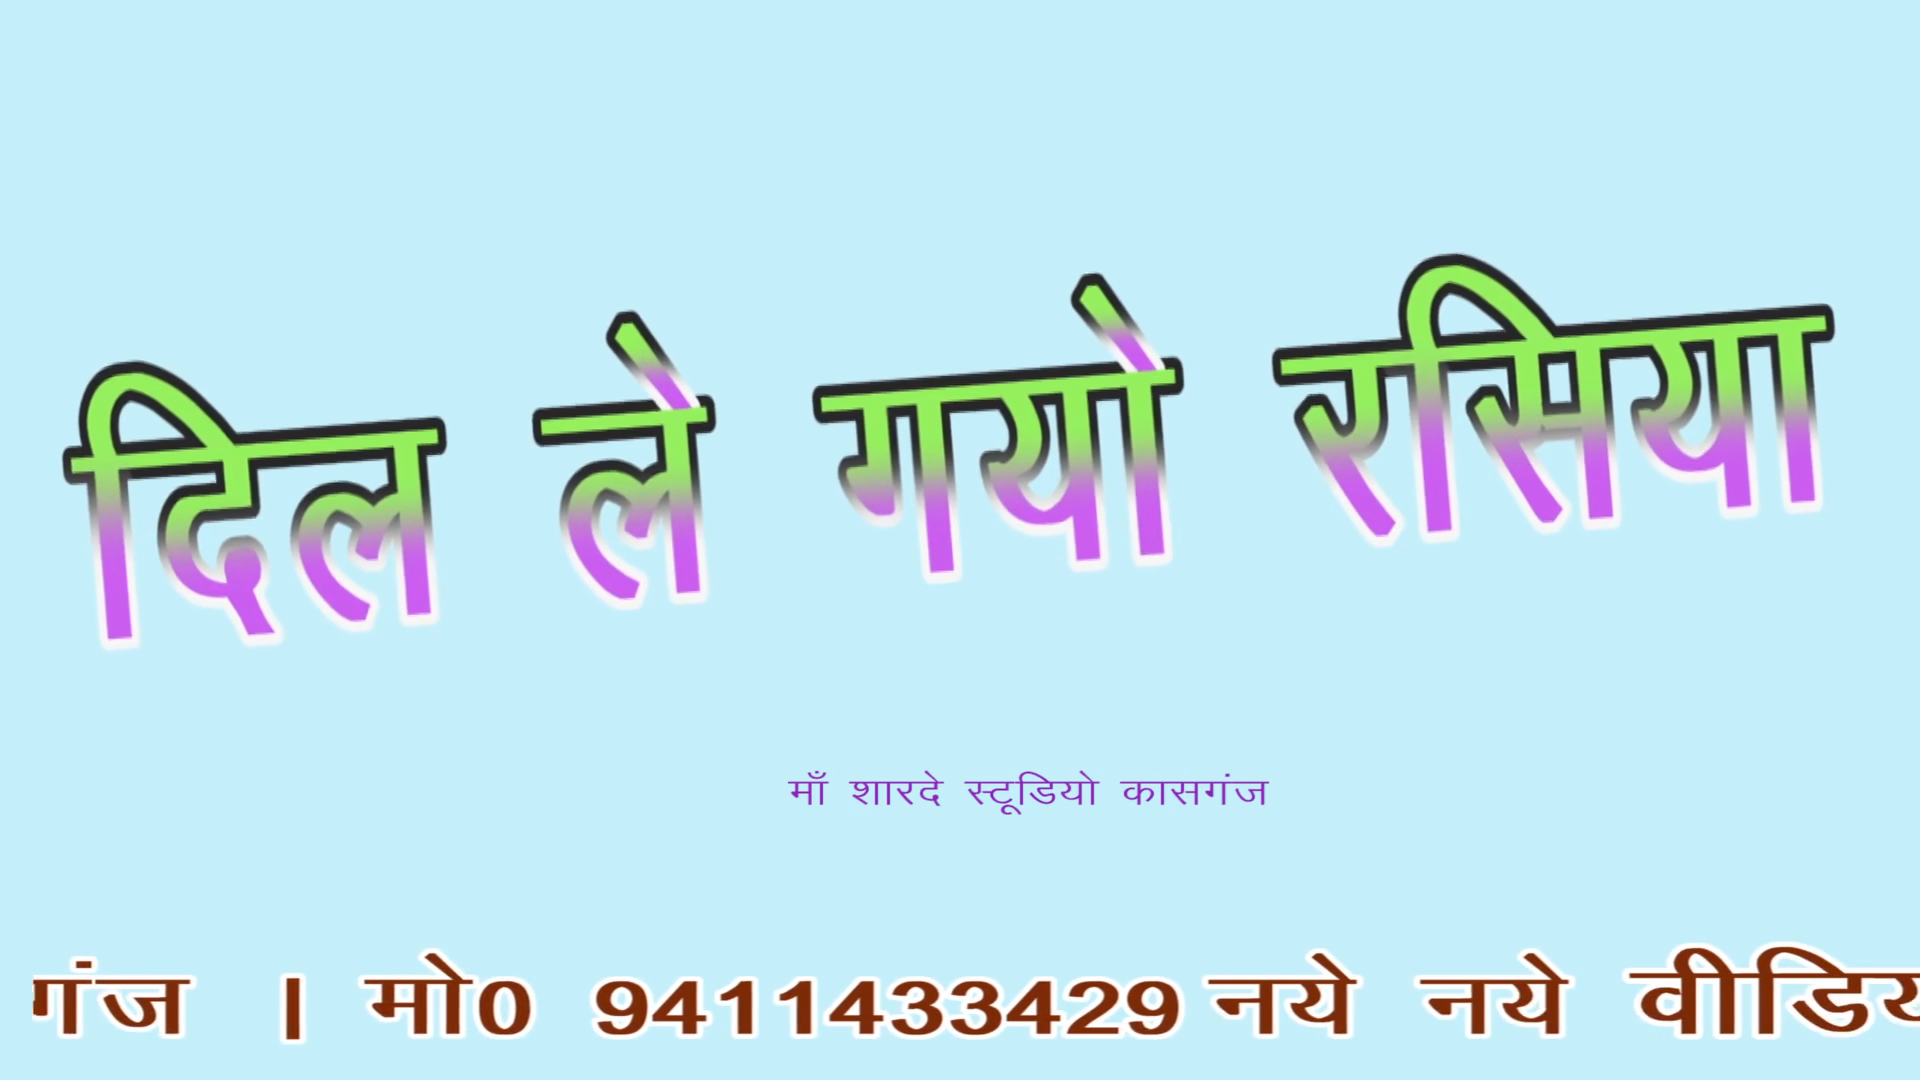 दिल ले गयो रसिया
माँ शारदे स्टूडियो कासगंज
गंज । मो0 9411433429 नये नये वीडिय